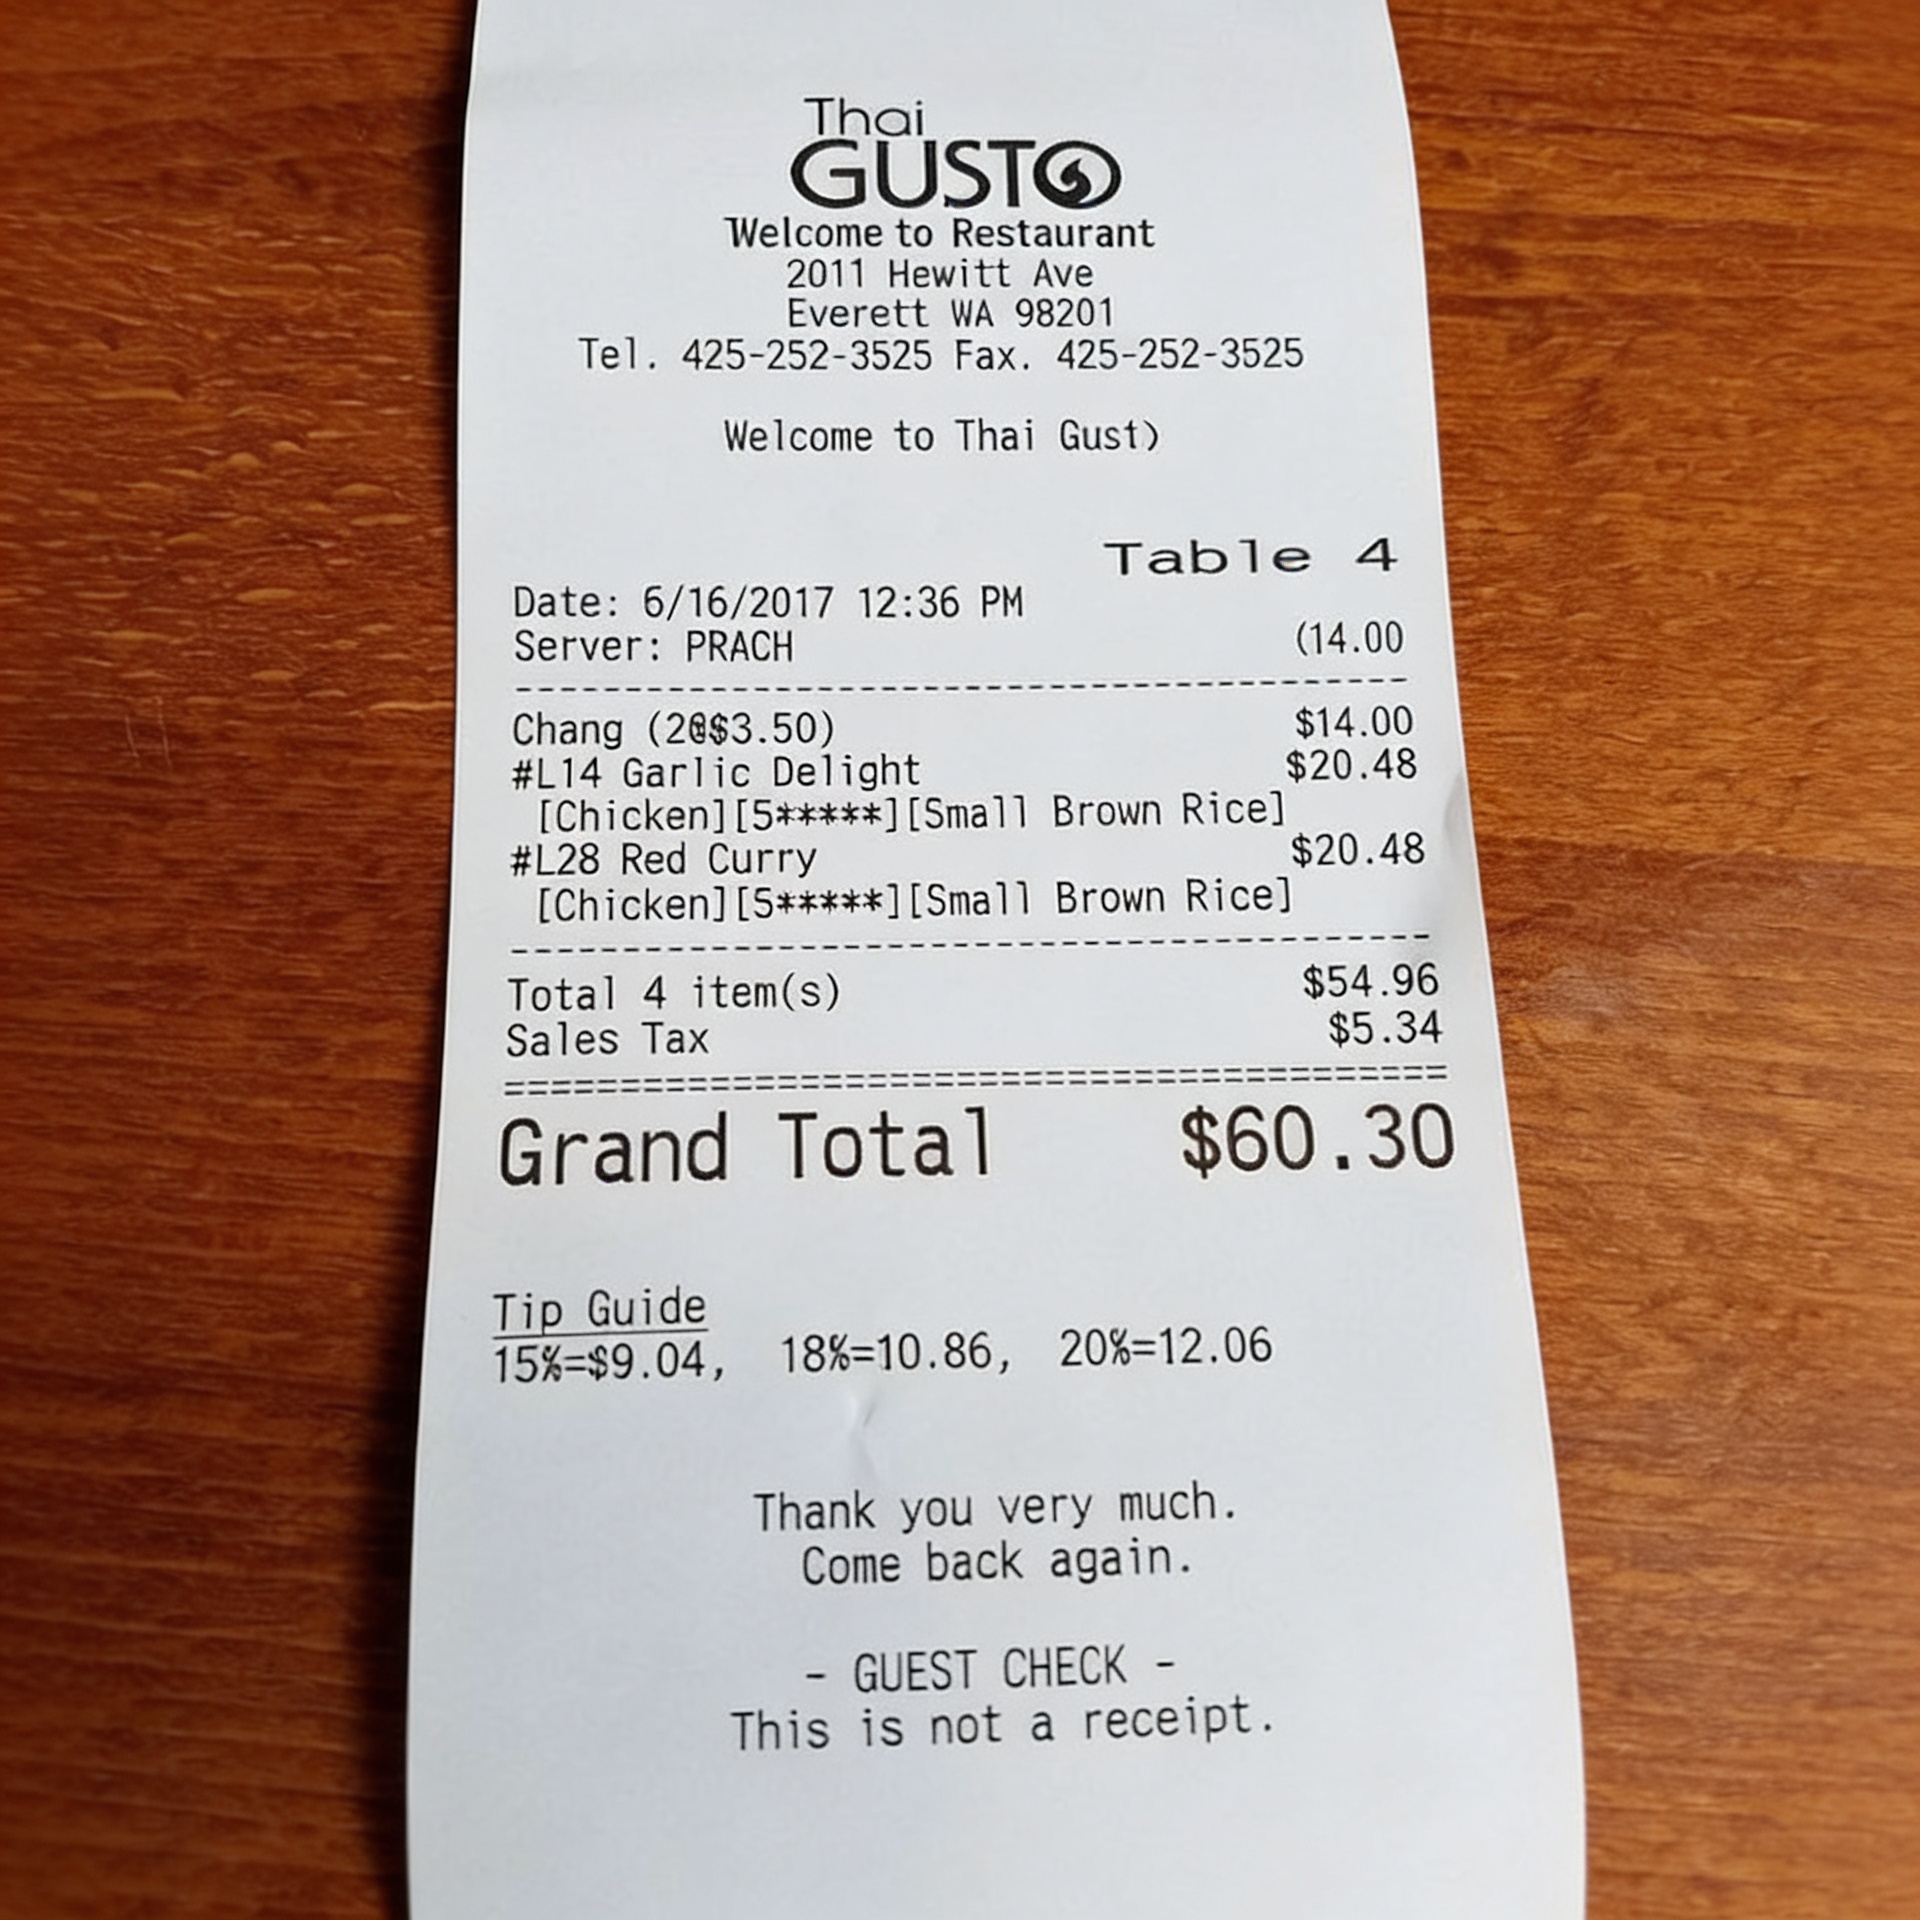 Thai
GUSTO
Welcome to Restaurant
2011 Hewitt Ave
Everett WA 98201
Tel. 425-252-3525 Fax. 425-252-3525
Welcome to Thai Gust)
Table 4
Date: 6/16/2017 12:36 PM
Server: PRACH (14.00
Chang (2@$3.50) $14.00
#L14 Garlic Delight $20.48
[Chicken][5*****][Small Brown Rice]
#L28 Red Curry $20.48
[Chicken][5*****][Small Brown Rice]
Total 4 item(s) $54.96
Sales Tax $5.34
Grand Total $60.30
Tip Guide
15%=$9.04, 18%=10.86, 20%=12.06
Thank you very much.
Come back again.
- GUEST CHECK -
This is not a receipt.